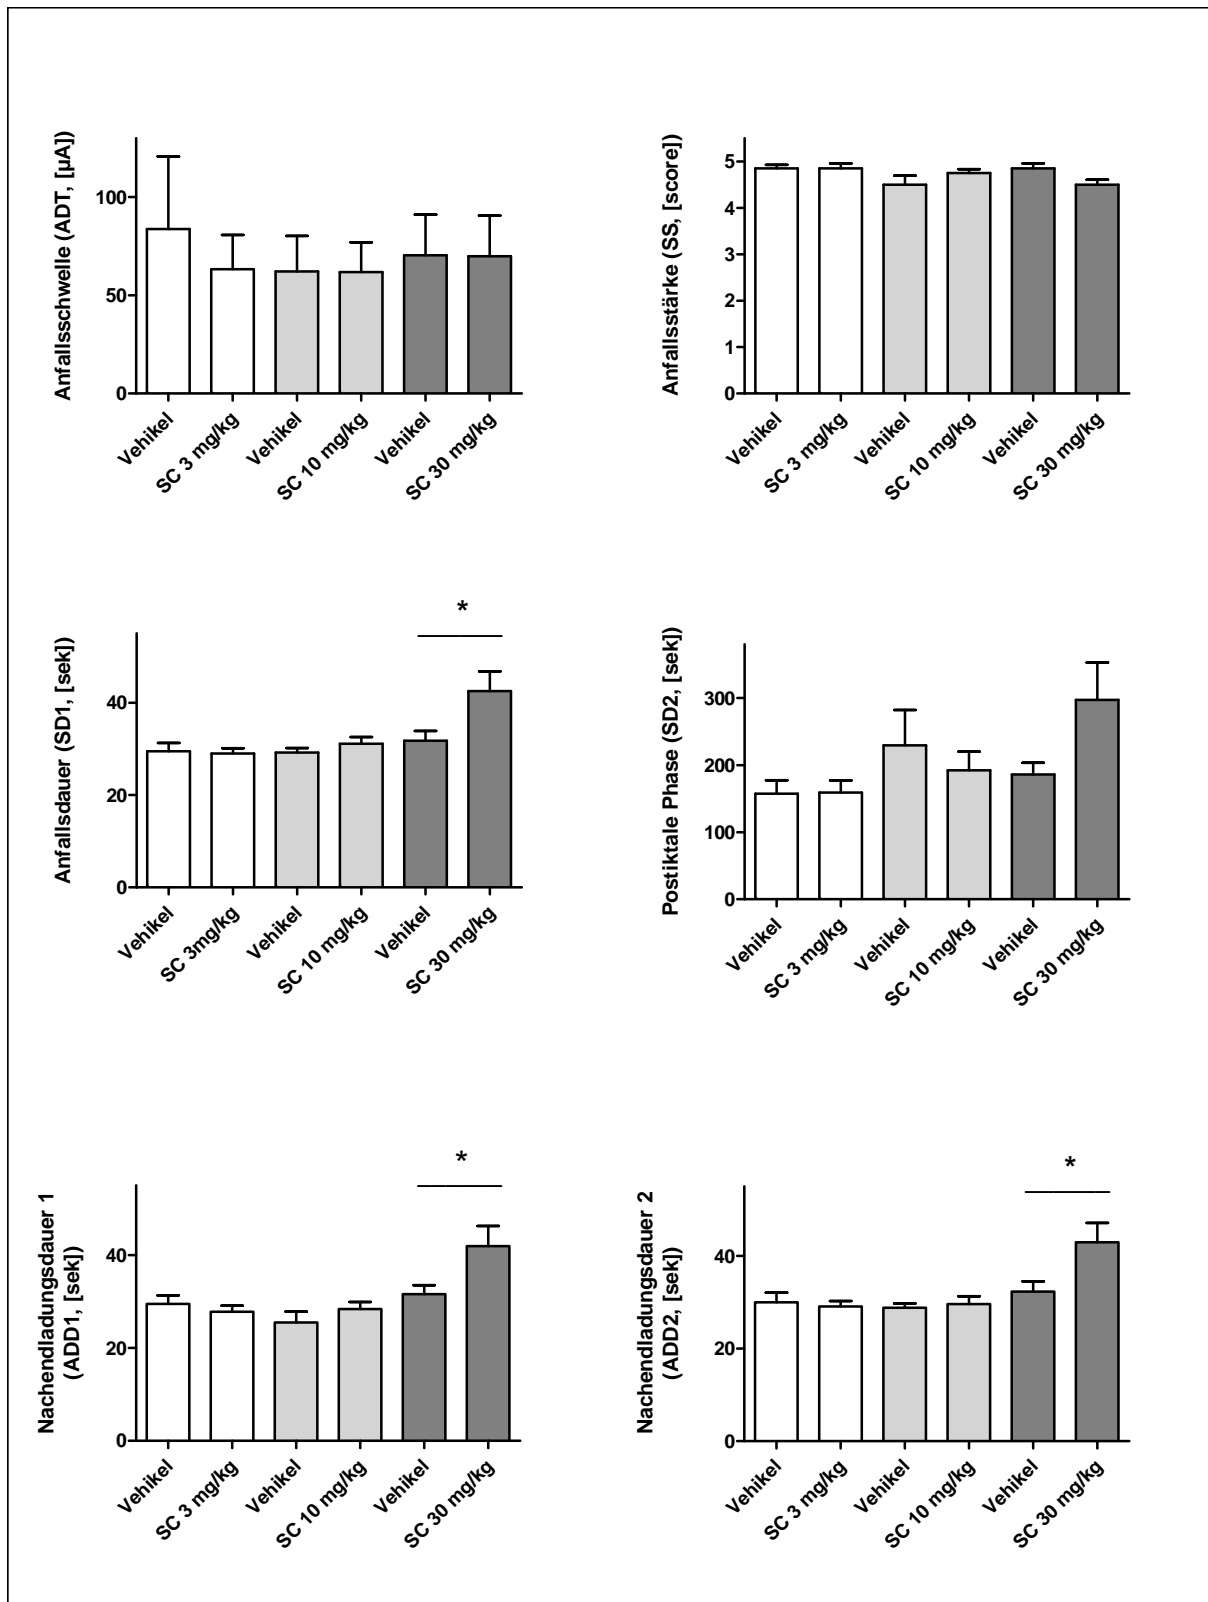 Anfallsschwelle (ADT, [µA])
100
50
0
Vehikel
SC 3 mg/kg
Vehikel
SC 10 mg/kg
Vehikel
SC 30 mg/kg
Anfallsstärke (SS, [score])
5
4
3
2
1
0
Vehikel
SC 3 mg/kg
Vehikel
SC 10 mg/kg
Vehikel
SC 30 mg/kg
Anfallsdauer (SD1, [sek])
*
40
20
0
Vehikel
SC 3mg/kg
Vehikel
SC 10 mg/kg
Vehikel
SC 30 mg/kg
Postiktale Phase (SD2, [sek])
300
200
100
0
Vehikel
SC 3 mg/kg
Vehikel
SC 10 mg/kg
Vehikel
SC 30 mg/kg
Nachendladungsdauer 1
(ADD1, [sek])
*
40
20
0
Vehikel
SC 3 mg/kg
Vehikel
SC 10 mg/kg
Vehikel
SC 30 mg/kg
Nachendladungsdauer 2
(ADD2, [sek])
*
40
20
0
Vehikel
SC 3 mg/kg
Vehikel
SC 10 mg/kg
Vehikel
SC 30 mg/kg